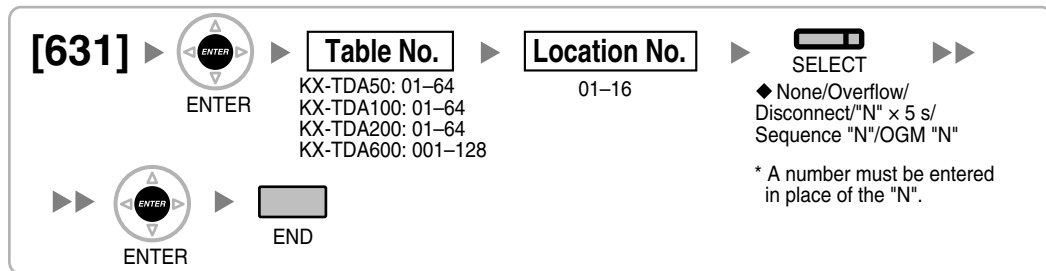 [631] ENTER Table No. Location No.
ENTER
SELECT
KX-TDA50: 01–64
KX-TDA100: 01–64
KX-TDA200: 01–64
KX-TDA600: 001–128
01–16
◆ None/Overflow/
Disconnect/"N" × 5 s/
Sequence "N"/OGM "N"
* A number must be entered
in place of the "N".
ENTER
ENTER
END